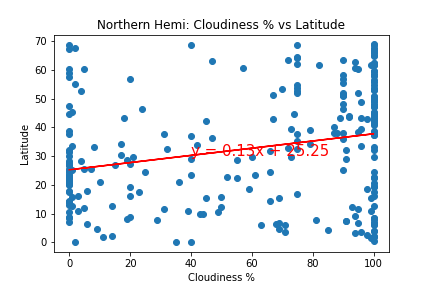 Northern Hemi: Cloudiness % vs Latitude
70
60
50
40
30
20
10
0
Latitude
y = 0.13x + 25.25
0 20 40 60 80 100
Cloudiness %